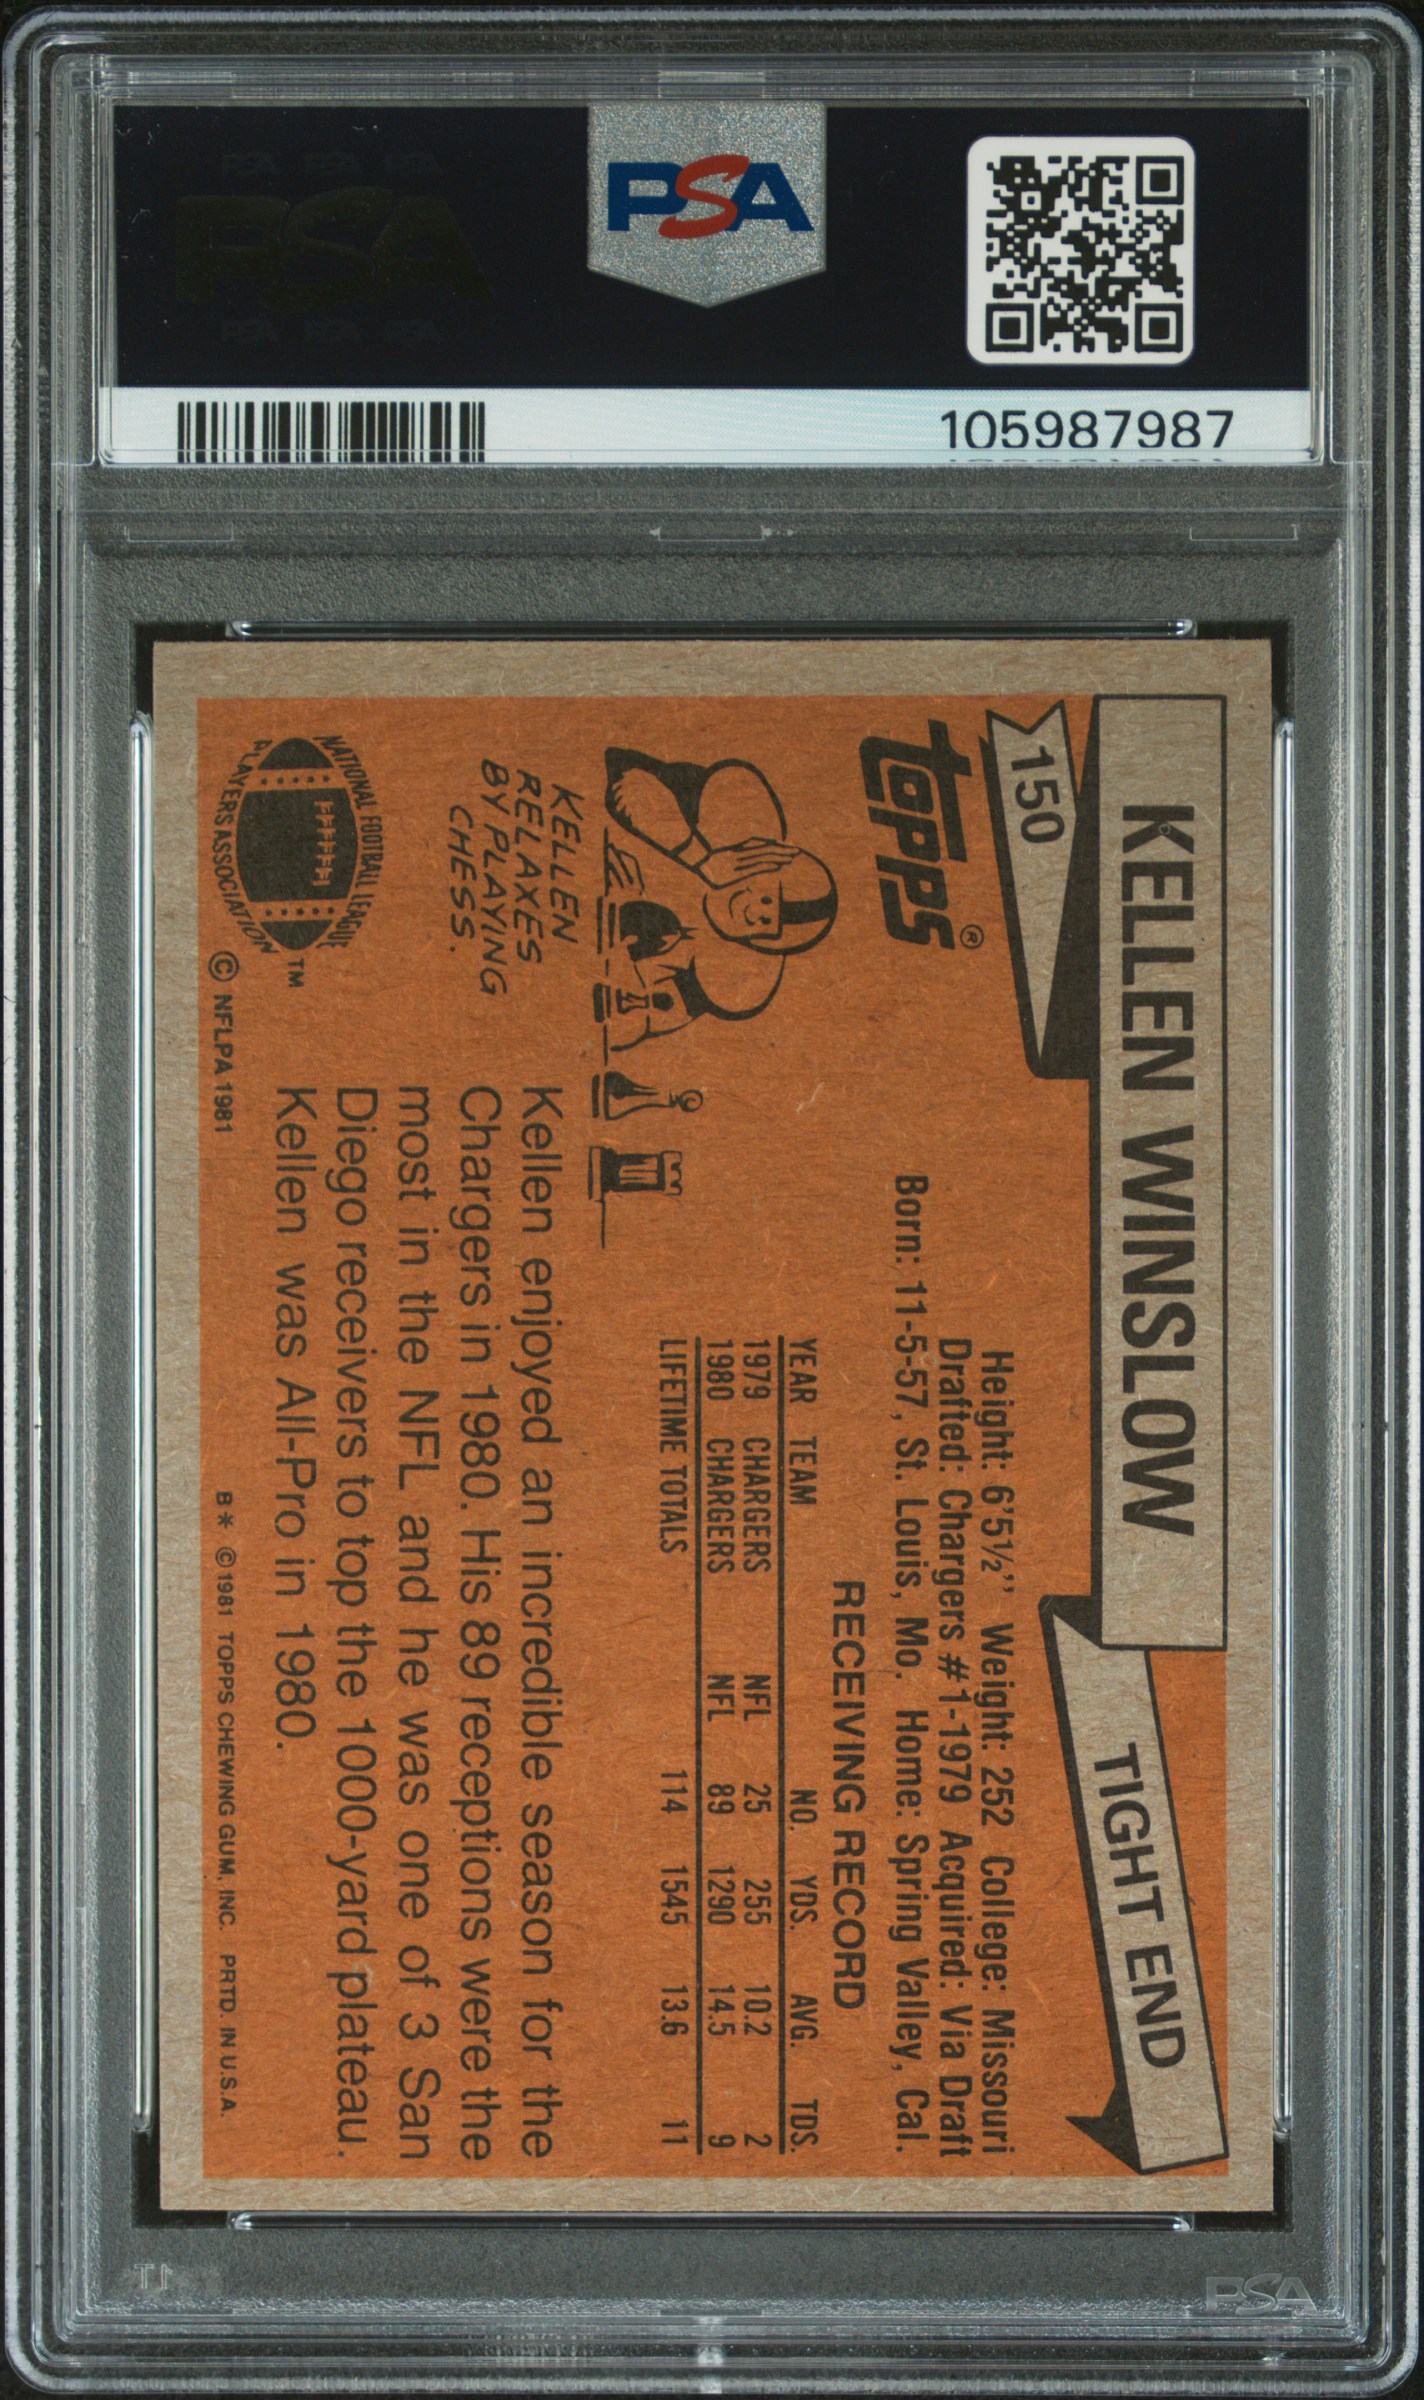 PSA
105987987
150
KELLEN WINSLOW
TIGHT END
TOPPS®
Height: 6'5½'' Weight: 252 College: Missouri
Drafted: Chargers #1-1979 Acquired: Via Draft
Born: 11-5-57, St. Louis, Mo. Home: Spring Valley, Cal.
RECEIVING RECORD
YEAR TEAM NO. YDS. AVG. TDS.
1979 CHARGERS NFL 25 255 10.2 2
1980 CHARGERS NFL 89 1290 14.5 9
LIFETIME TOTALS 114 1545 13.6 11
KELLEN
RELAXES
BY PLAYING
CHESS.
Kellen enjoyed an incredible season for the
Chargers in 1980. His 89 receptions were the
most in the NFL and he was one of 3 San
Diego receivers to top the 1000-yard plateau.
Kellen was All-Pro in 1980.
NATIONAL FOOTBALL LEAGUE
PLAYERS ASSOCIATION
TM
© NFLPA 1981
B* © 1981 TOPPS CHEWING GUM, INC. PRTD. IN U.S.A.
PSA